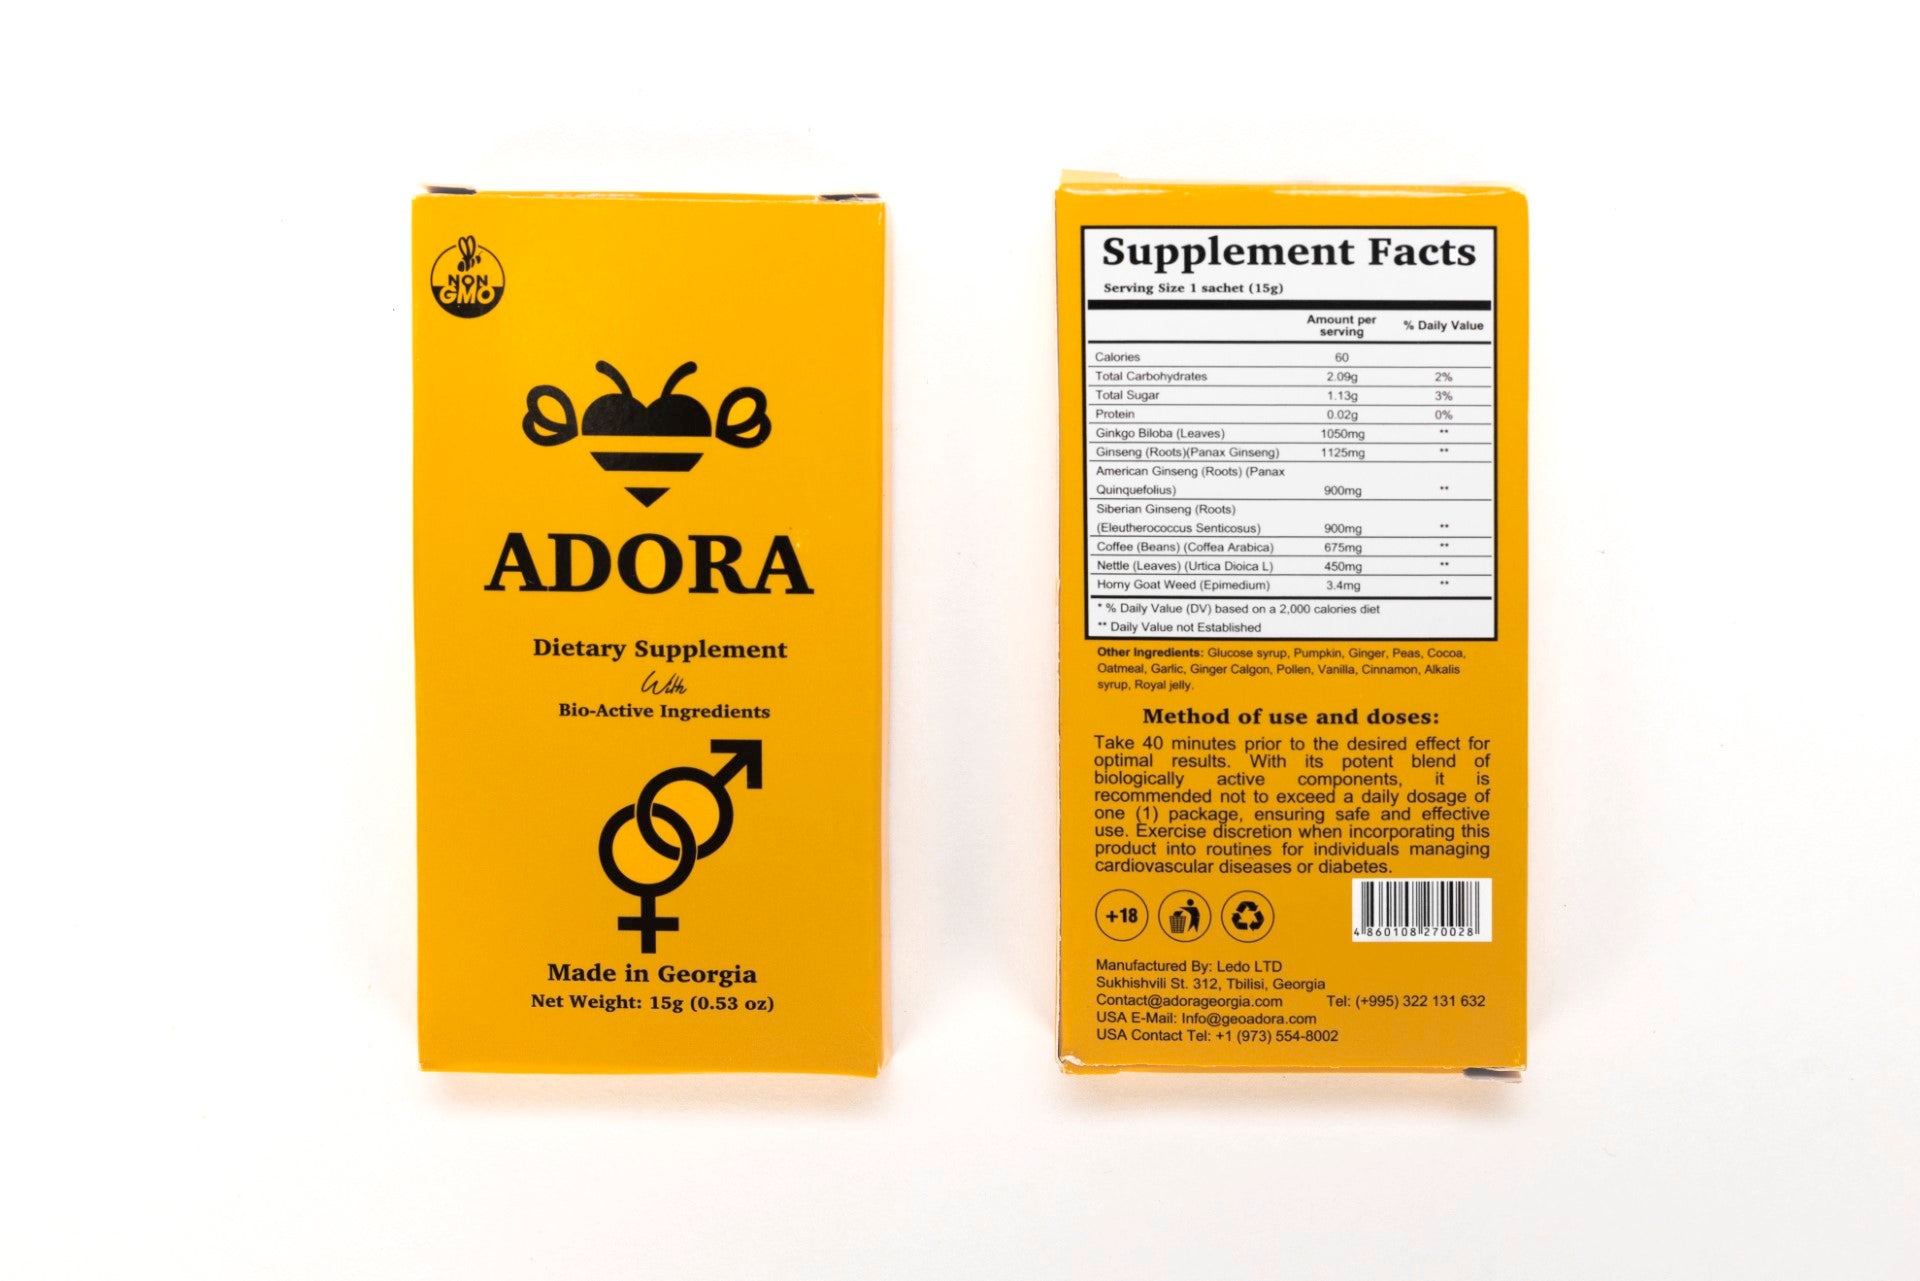 NON
GMO
ADORA
Dietary Supplement
With
Bio-Active Ingredients
Made in Georgia
Net Weight: 15g (0.53 oz)
Supplement Facts
Serving Size 1 sachet (15g)
Amount per serving % Daily Value
Calories 60
Total Carbohydrates 2.09g 2%
Total Sugar 1.13g 3%
Protein 0.02g 0%
Ginkgo Biloba (Leaves) 1050mg **
Ginseng (Roots)(Panax Ginseng) 1125mg **
American Ginseng (Roots) (Panax
Quinquefolius) 900mg **
Siberian Ginseng (Roots)
(Eleutherococcus Senticosus) 900mg **
Coffee (Beans) (Coffea Arabica) 675mg **
Nettle (Leaves) (Urtica Dioica L) 450mg **
Horny Goat Weed (Epimedium) 3.4mg **
* % Daily Value (DV) based on a 2,000 calories diet
** Daily Value not Established
Other Ingredients: Glucose syrup, Pumpkin, Ginger, Peas, Cocoa,
Oatmeal, Garlic, Ginger Calgon, Pollen, Vanilla, Cinnamon, Alkalis
syrup, Royal jelly.
Method of use and doses:
Take 40 minutes prior to the desired effect for
optimal results. With its potent blend of
biologically active components, it is
recommended not to exceed a daily dosage of
one (1) package, ensuring safe and effective
use. Exercise discretion when incorporating this
product into routines for individuals managing
cardiovascular diseases or diabetes.
+18
4 860108 270028
Manufactured By: Ledo LTD
Sukhishvili St. 312, Tbilisi, Georgia
Contact@adorageorgia.com Tel: (+995) 322 131 632
USA E-Mail: Info@geoadora.com
USA Contact Tel: +1 (973) 554-8002